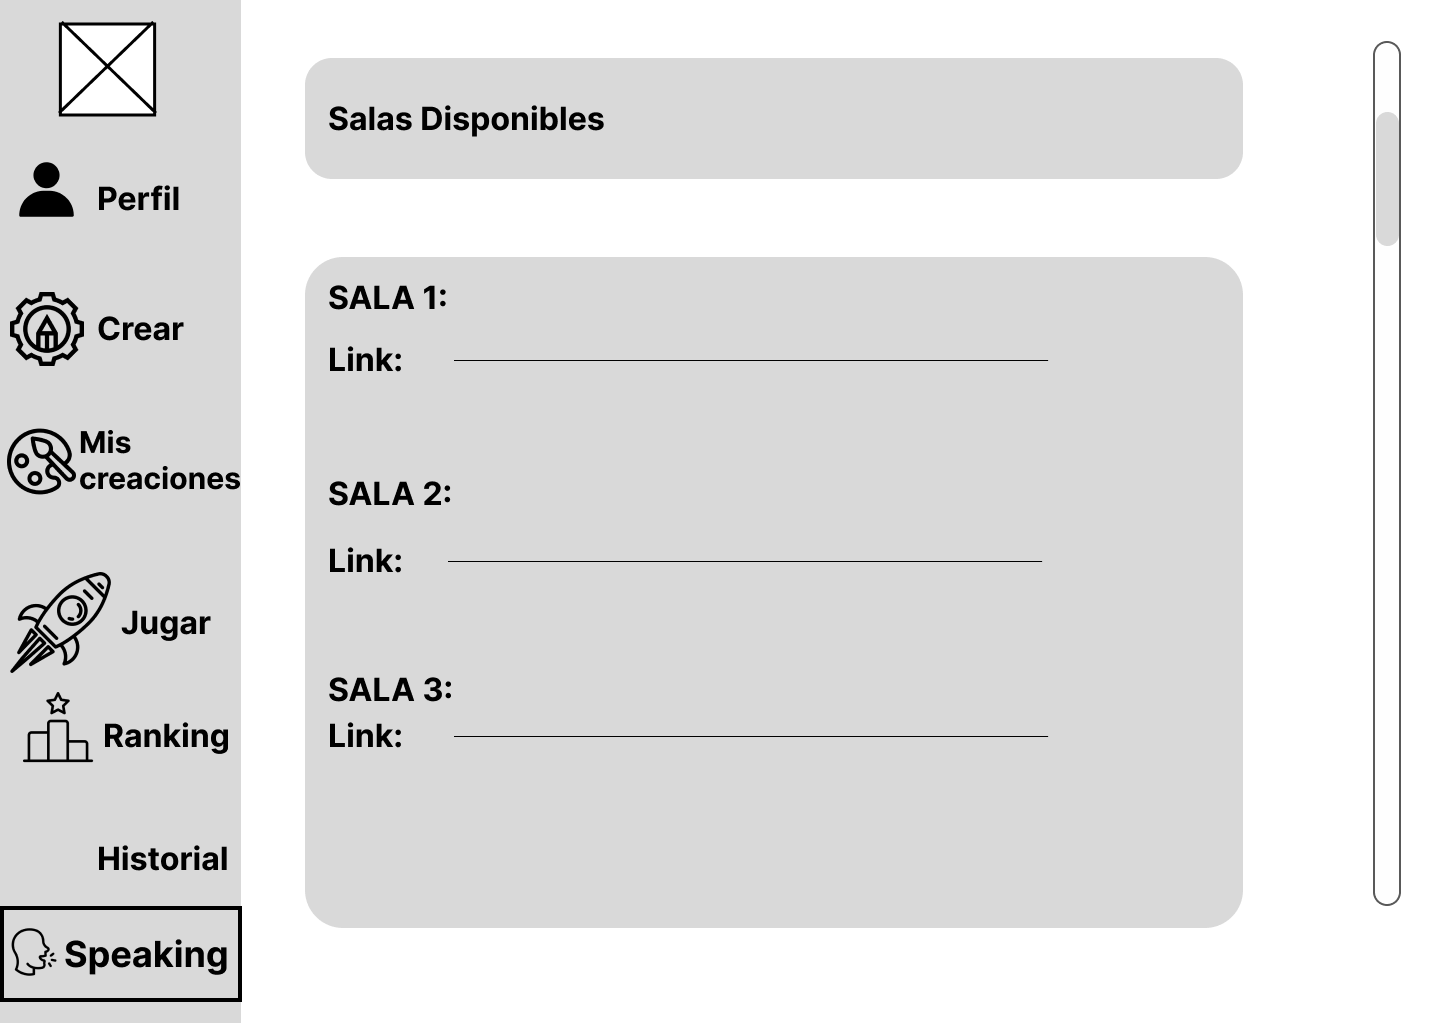 Perfil
Crear
Mis
creaciones
Jugar
Ranking
Historial
Speaking
Salas Disponibles
SALA 1:
Link:
SALA 2:
Link:
SALA 3:
Link: